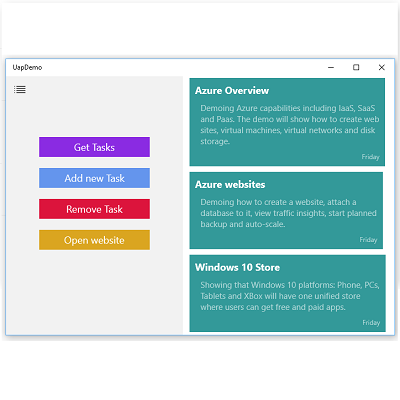 UapDemo
Get Tasks
Add new Task
Remove Task
Open website
Azure Overview
Demoing Azure capabilities including IaaS, SaaS
and Paas. The demo will show how to create web
sites, virtual machines, virtual networks and disk
storage.
Friday
Azure websites
Demoing how to create a website, attach a
database to it, view traffic insights, start planned
backup and auto-scale.
Friday
Windows 10 Store
Showing that Windows 10 platforms: Phone, PCs,
Tablets and XBox will have one unified store
where users can get free and paid apps.
Friday